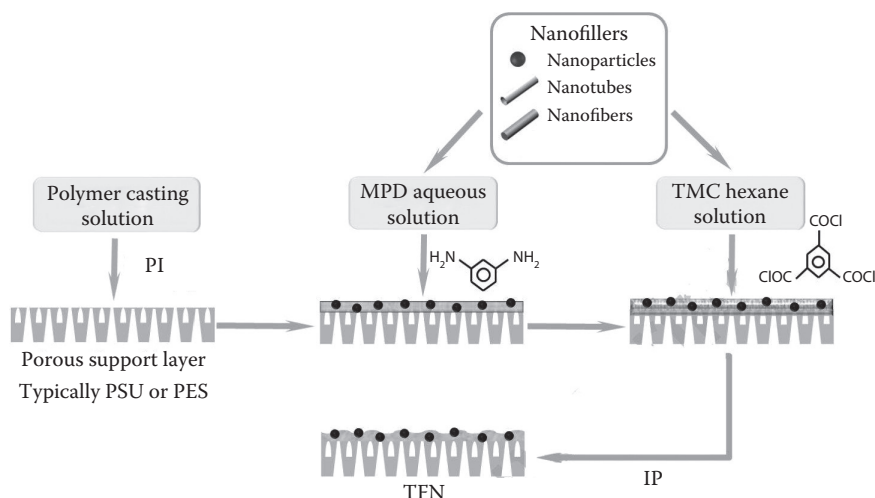 Nanofillers
Nanoparticles
Nanotubes
Nanofibers
Polymer casting
solution
MPD aqueous
solution
TMC hexane
solution
PI
H₂N
NH₂
COCl
ClOC
COCl
Porous support layer
Typically PSU or PES
TFN
IP